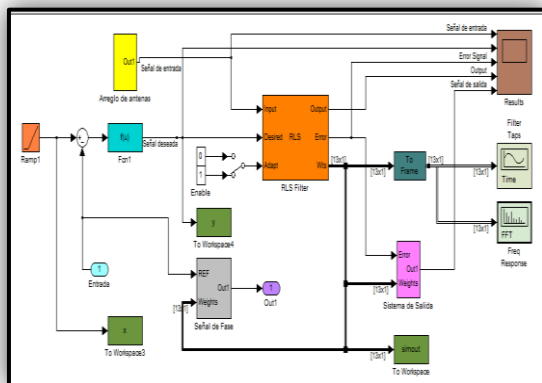 Señal de entrada
Error Signal
Output
Señal de salida
Results
Out1
Señal de entrada
Arreglo de antenas
Input
Output
Desired
RLS
Error
Adapt
Wts
RLS Filter
Ramp1
f(u)
Fcn1
Señal deseada
0
1
Enable
[13x1]
To
Frame
[13x1]
[13x1]
[13x1]
Filter
Taps
Time
FFT
Freq
Response
y
To Workspace4
1
Entrada
REF
Out1
Weights
[13x1]
Señal de Fase
1
Out1
Error
Out1
Weights
[13x1]
Sistema de Salida
x
To Workspace3
simout
To Workspace